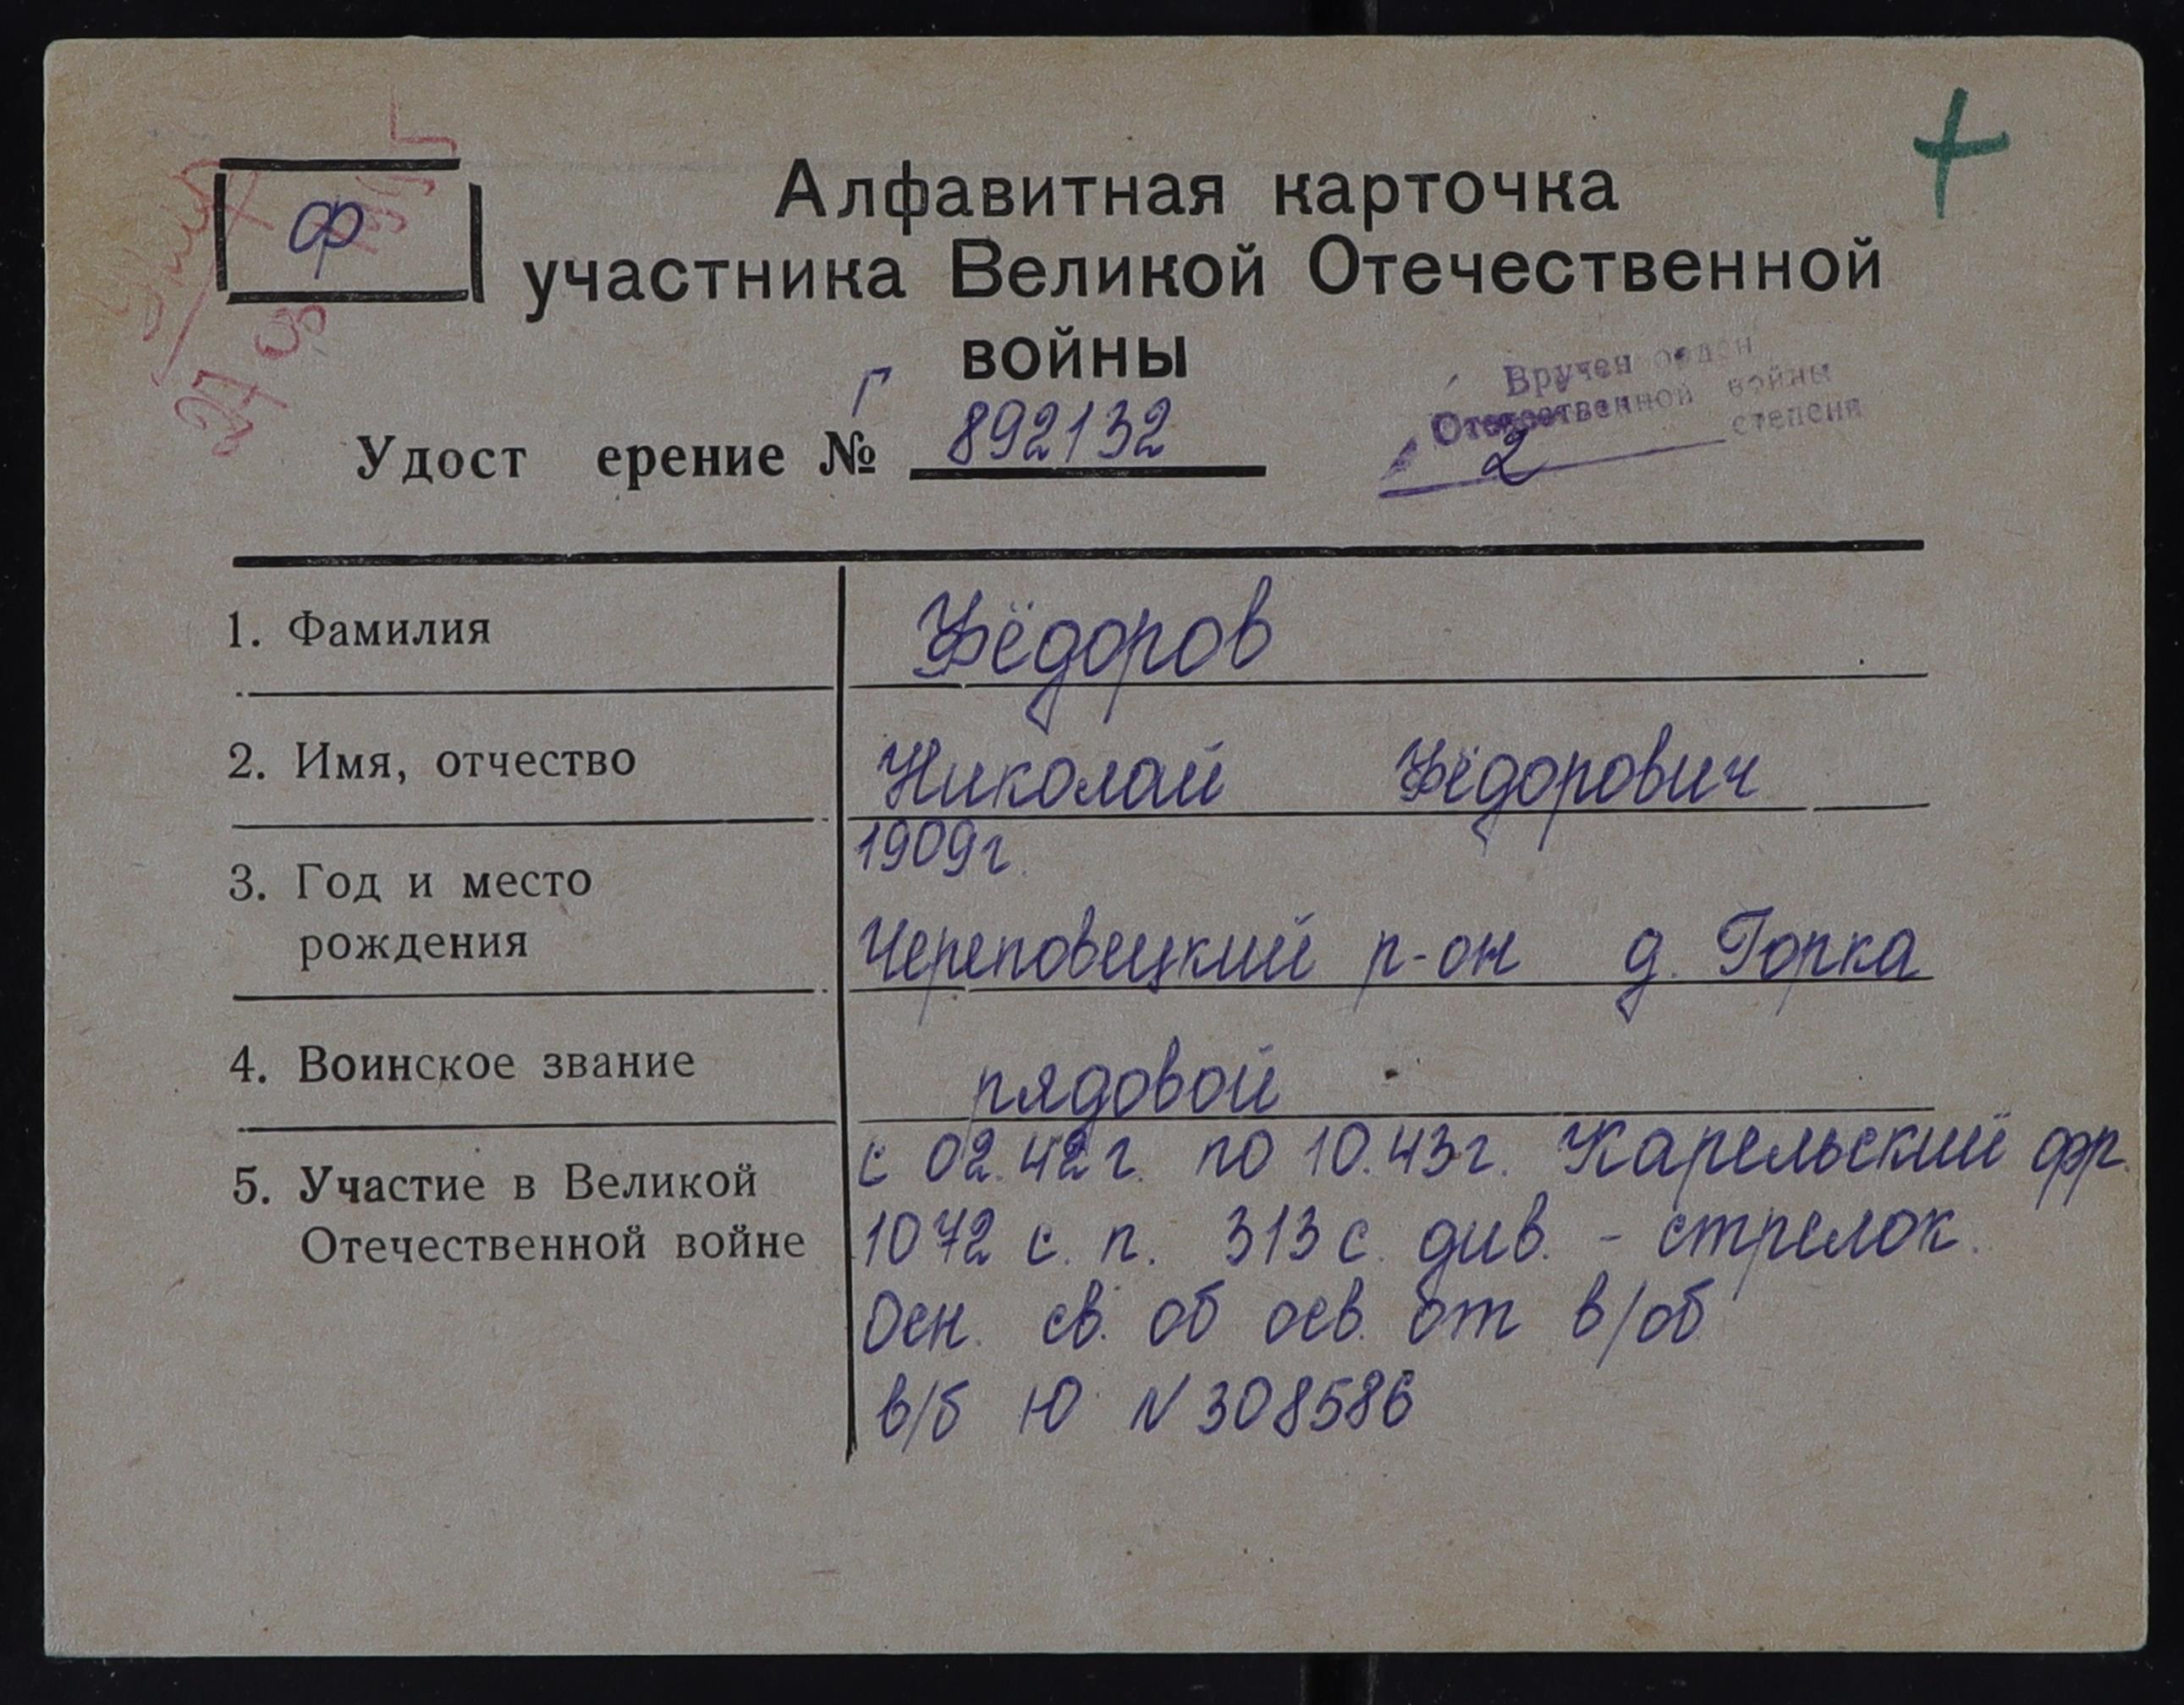 ф
Алфавитная карточка
участника Великой Отечественной
войны
Вручен орден
Отечественной войны
2 степени
Г
Удост ерение № 892132
1. Фамилия Фёдоров
2. Имя, отчество Николай Фёдорович
3. Год и место 1909г.
рождения Череповецкий р-он д. Горка
4. Воинское звание рядовой
с 02.42г. по 10.43г. Карельский фр.
5. Участие в Великой
Отечественной войне 1072 с. п. 313 с. див. - стрелок.
Осн. св. об осв. от в/об
в/б Ю N 308586